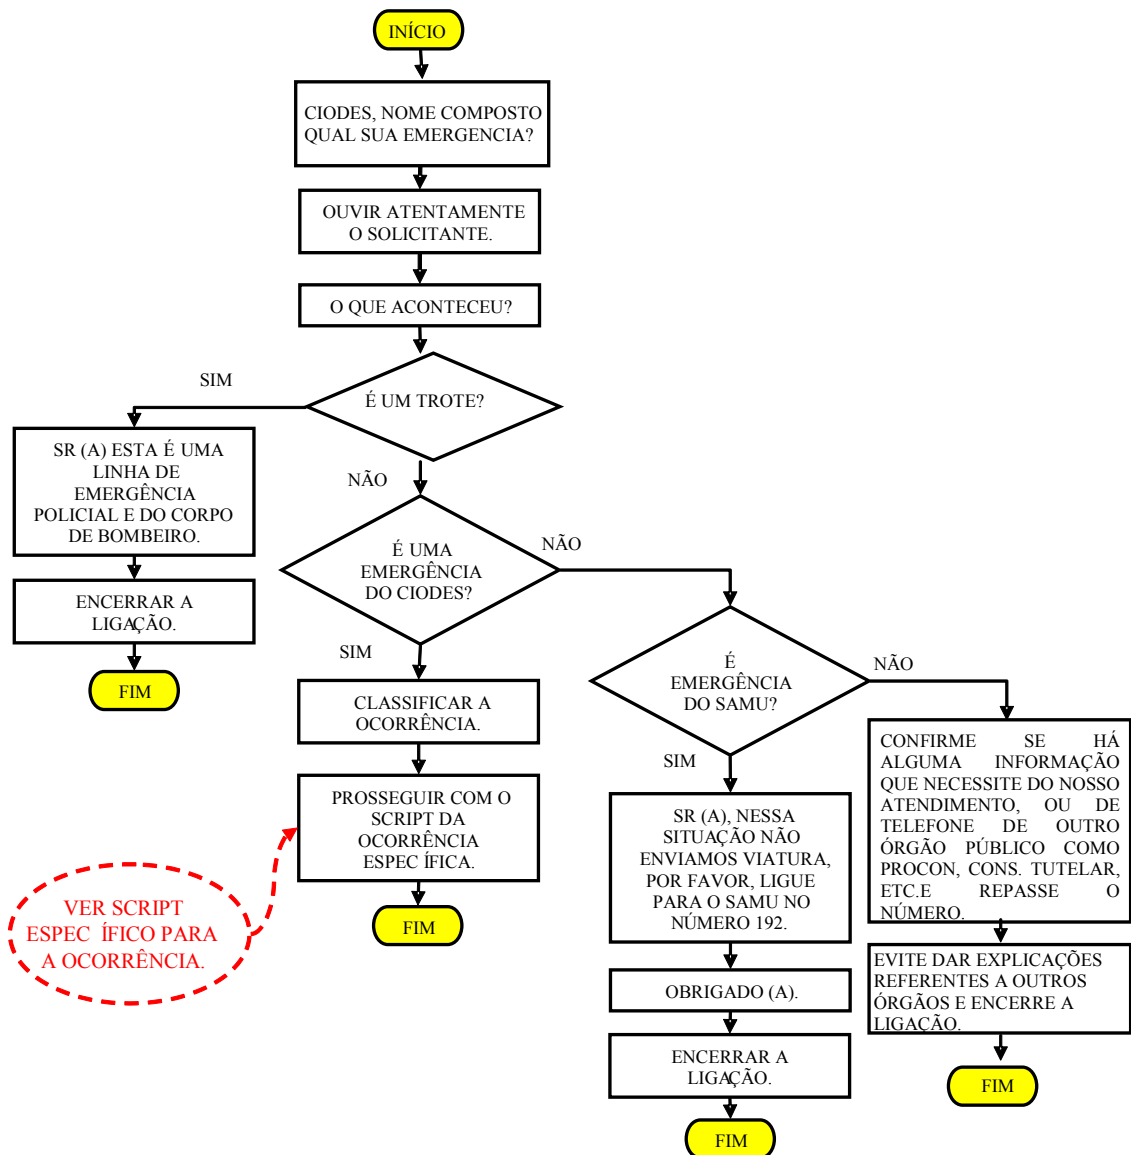 INÍCIO
CIODES, NOME COMPOSTO
QUAL SUA EMERGENCIA?
OUVIR ATENTAMENTE
O SOLICITANTE.
O QUE ACONTECEU?
É UM TROTE?
SIM
SR (A) ESTA É UMA
LINHA DE
EMERGÊNCIA
POLICIAL E DO CORPO
DE BOMBEIRO.
ENCERRAR A
LIGAÇÃO.
FIM
NÃO
É UMA
EMERGÊNCIA
DO CIODES?
SIM
CLASSIFICAR A
OCORRÊNCIA.
PROSSEGUIR COM O
SCRIPT DA
OCORRÊNCIA
ESPEC ÍFICA.
FIM
VER SCRIPT
ESPEC ÍFICO PARA
A OCORRÊNCIA.
NÃO
É
EMERGÊNCIA
DO SAMU?
SIM
SR (A), NESSA
SITUAÇÃO NÃO
ENVIAMOS VIATURA,
POR FAVOR, LIGUE
PARA O SAMU NO
NÚMERO 192.
OBRIGADO (A).
ENCERRAR A
LIGAÇÃO.
FIM
NÃO
CONFIRME SE HÁ
ALGUMA INFORMAÇÃO
QUE NECESSITE DO NOSSO
ATENDIMENTO, OU DE
TELEFONE DE OUTRO
ÓRGÃO PÚBLICO COMO
PROCON, CONS. TUTELAR,
ETC.E REPASSE O
NÚMERO.
EVITE DAR EXPLICAÇÕES
REFERENTES A OUTROS
ÓRGÃOS E ENCERRE A
LIGAÇÃO.
FIM